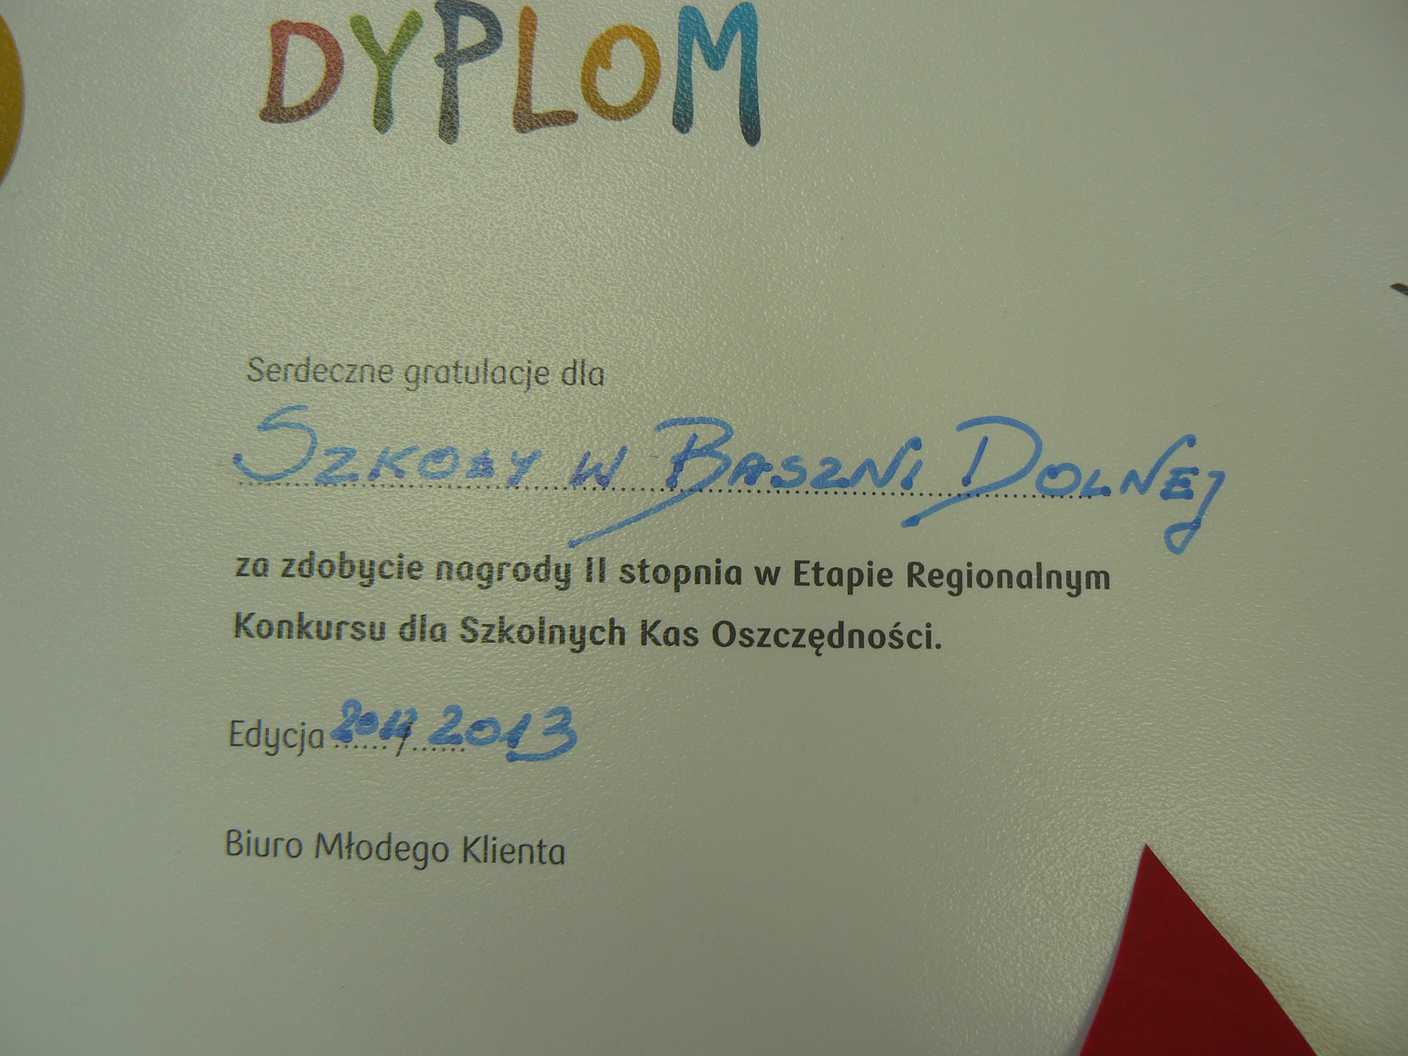 DYPLOM
Serdeczne gratulacje dla
SZKOŁY W BASZNI DOLNEJ
za zdobycie nagrody II stopnia w Etapie Regionalnym
Konkursu dla Szkolnych Kas Oszczędności.
Edycja 2012/2013
Biuro Młodego Klienta